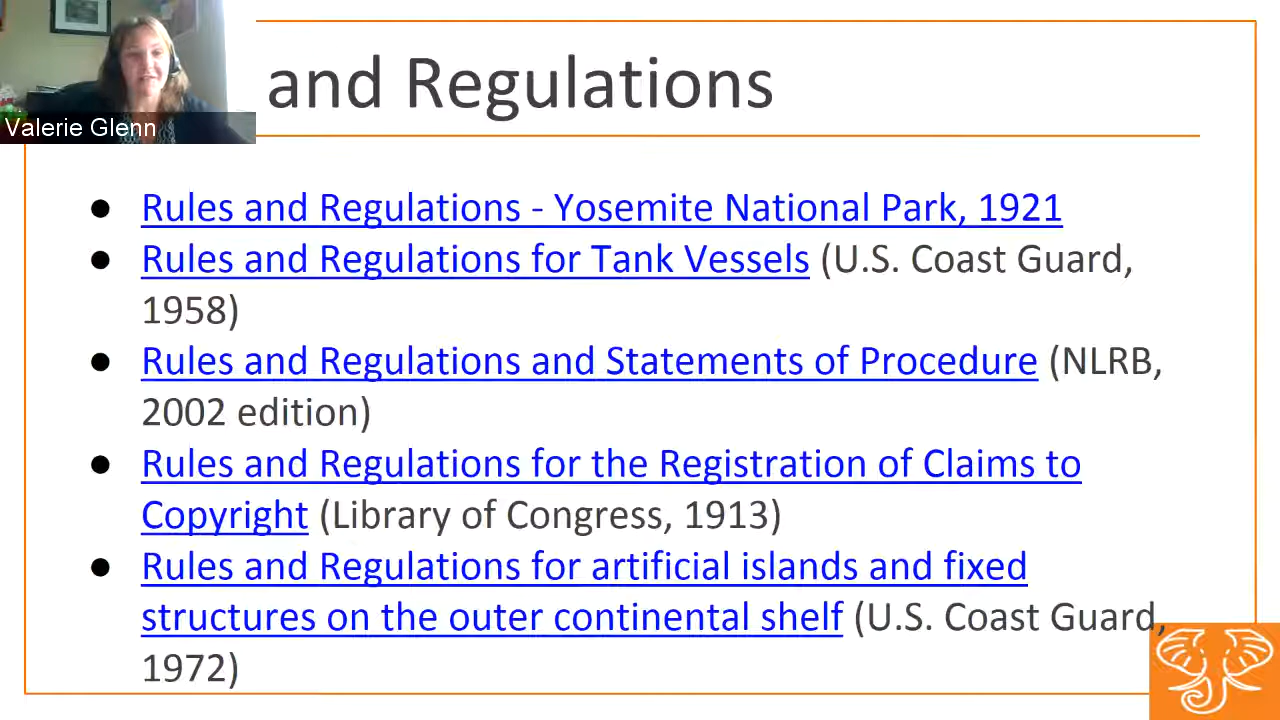 and Regulations
Valerie Glenn
● Rules and Regulations - Yosemite National Park, 1921
● Rules and Regulations for Tank Vessels (U.S. Coast Guard,
1958)
● Rules and Regulations and Statements of Procedure (NLRB,
2002 edition)
● Rules and Regulations for the Registration of Claims to
Copyright (Library of Congress, 1913)
● Rules and Regulations for artificial islands and fixed
structures on the outer continental shelf (U.S. Coast Guard,
1972)